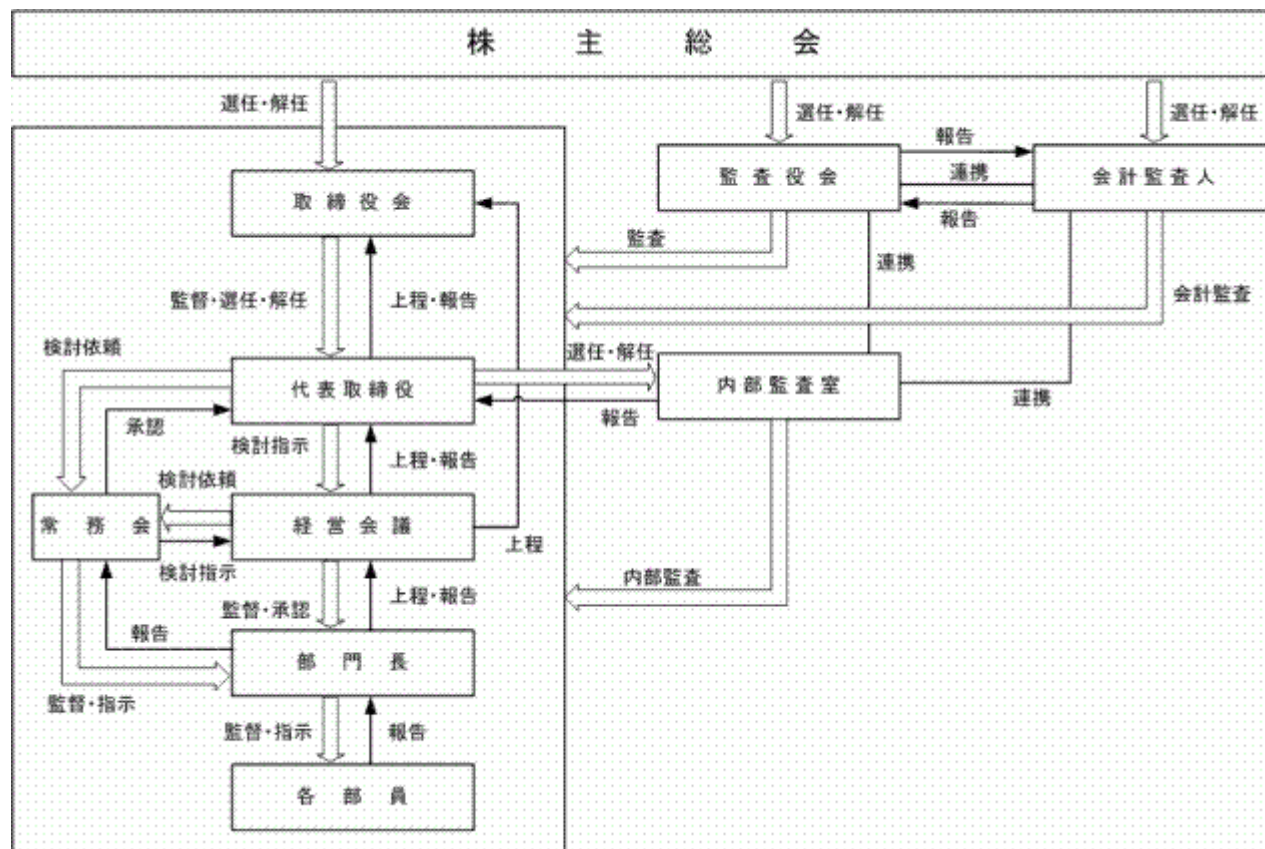 株主総会
選任・解任
選任・解任
選任・解任
報告
監査役会
連携
会計監査人
報告
取締役会
監査
連携
監督・選任・解任
上程・報告
会計監査
検討依頼
選任・解任
代表取締役
内部監査室
承認
報告
連携
検討指示
上程・報告
検討依頼
常務会
経営会議
上程
検討指示
内部監査
監督・承認
上程・報告
報告
部門長
監督・指示
監督・指示
報告
各部員